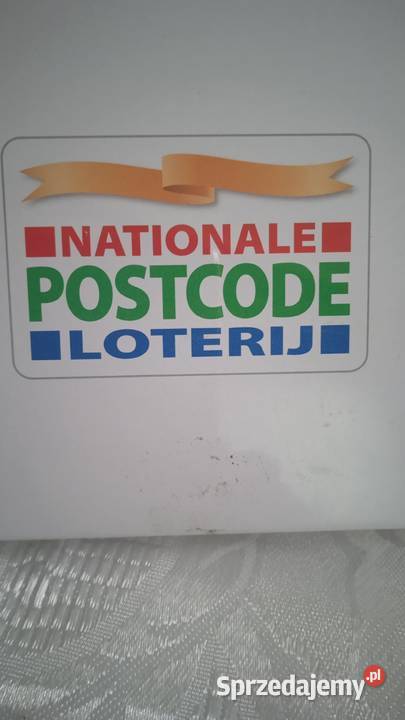 NATIONALE
POSTCODE
LOTERIJ
Sprzedajemy.pl